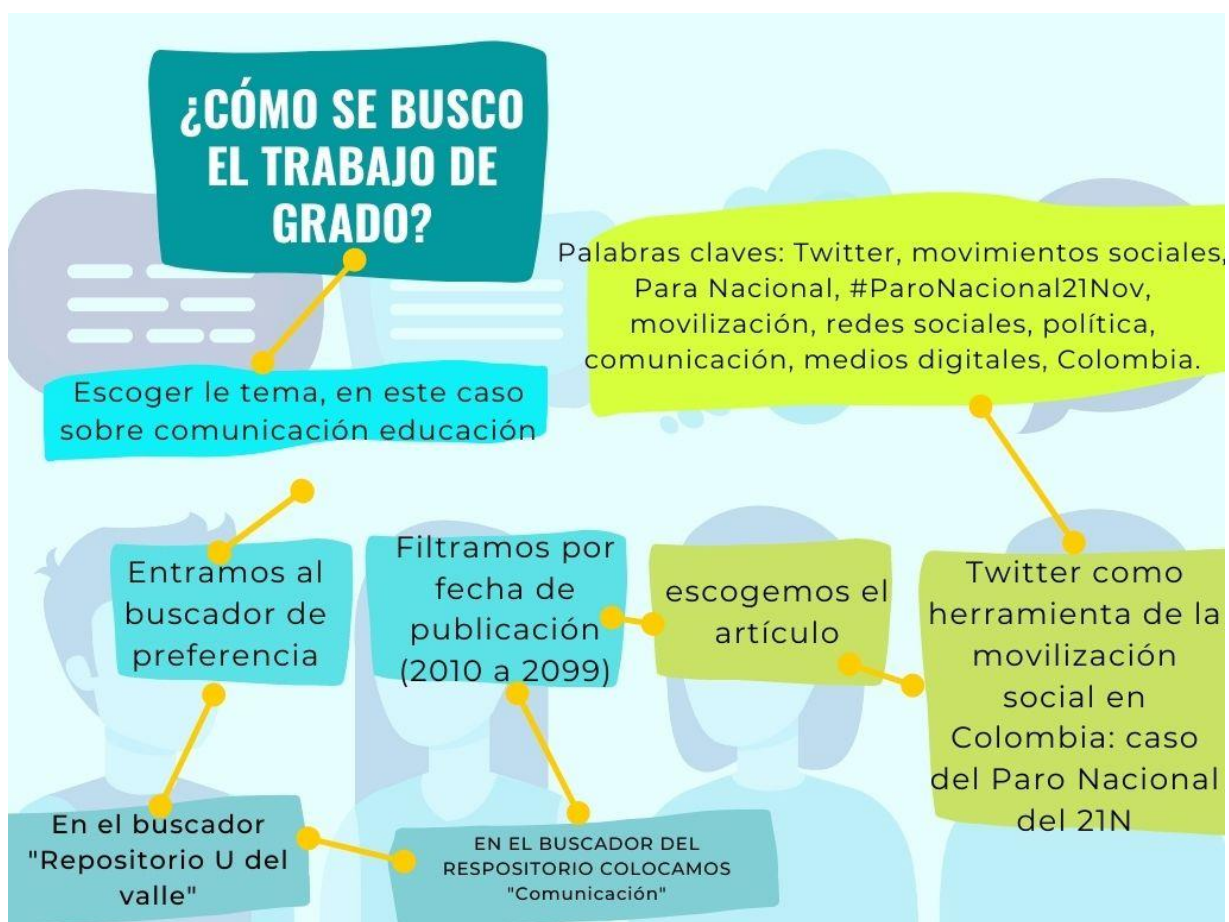 ¿CÓMO SE BUSCO
EL TRABAJO DE
GRADO?
Escoger le tema, en este caso
sobre comunicación educación
Entramos al
buscador de
preferencia
En el buscador
"Repositorio U del
valle"
EN EL BUSCADOR DEL
RESPOSITORIO COLOCAMOS
"Comunicación"
Filtramos por
fecha de
publicación
(2010 a 2099)
escogemos el
artículo
Twitter como
herramienta de la
movilización
social en
Colombia: caso
del Paro Nacional
del 21N
Palabras claves: Twitter, movimientos sociales,
Para Nacional, #ParoNacional21Nov,
movilización, redes sociales, política,
comunicación, medios digitales, Colombia.